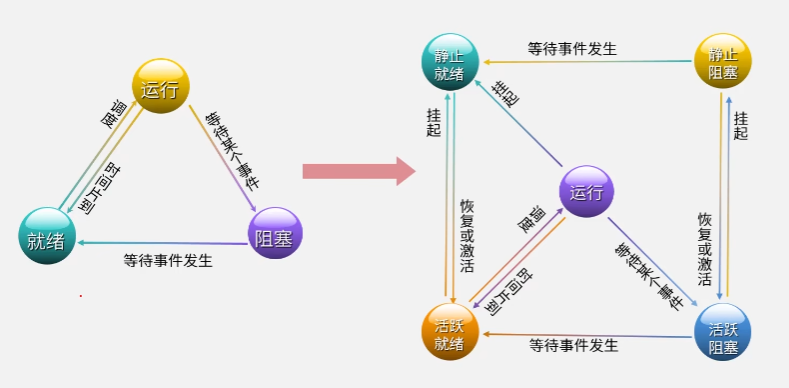 运行
调度
时间片到
等待某个事件
就绪
阻塞
等待事件发生
静止
就绪
等待事件发生
静止
阻塞
挂起
挂起
挂起
运行
恢复或激活
调度
时间片到
等待某个事件
恢复或激活
活跃
就绪
等待事件发生
活跃
阻塞